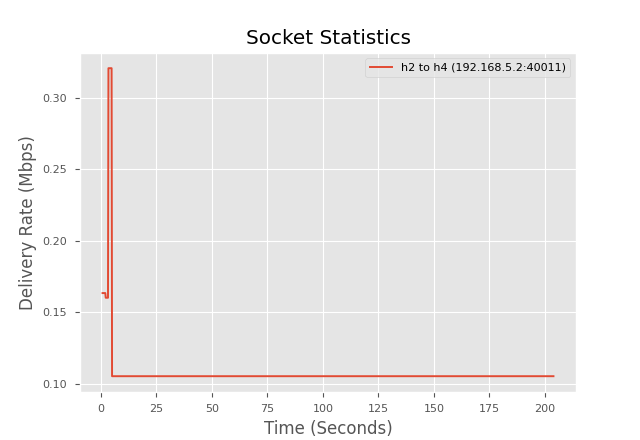 Socket Statistics
h2 to h4 (192.168.5.2:40011)
Delivery Rate (Mbps)
0.30
0.25
0.20
0.15
0.10
0 25 50 75 100 125 150 175 200
Time (Seconds)